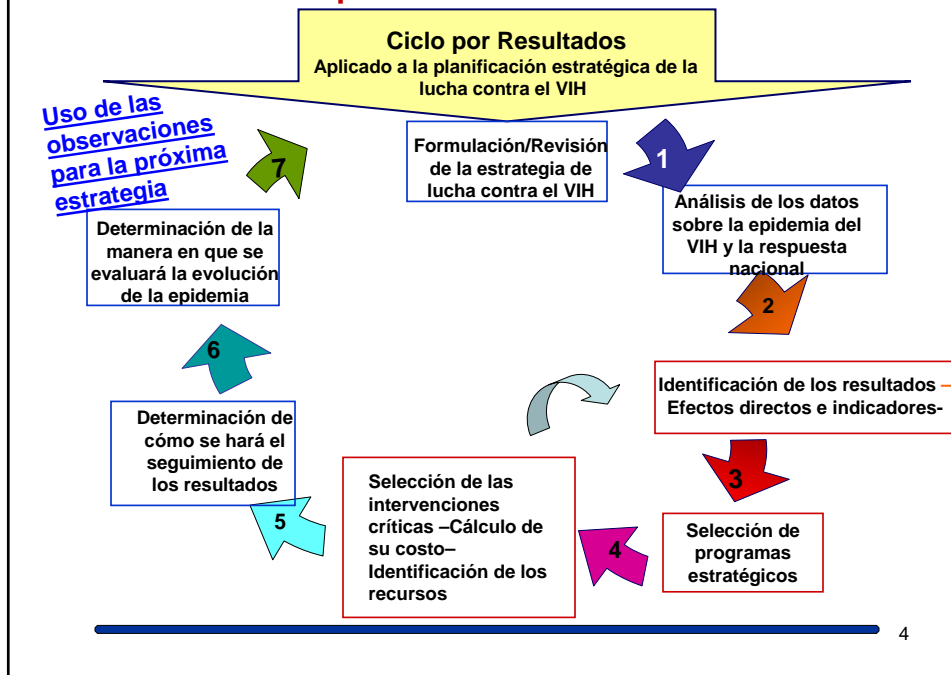 Ciclo por Resultados
Aplicado a la planificación estratégica de la
lucha contra el VIH
Uso de las
observaciones
para la próxima
estrategia
Formulación/Revisión
de la estrategia de
lucha contra el VIH
1
Análisis de los datos
sobre la epidemia del
VIH y la respuesta
nacional
2
Identificación de los resultados –
Efectos directos e indicadores-
3
Selección de
programas
estratégicos
4
Selección de las
intervenciones
críticas –Cálculo de
su costo–
Identificación de los
recursos
5
Determinación de
cómo se hará el
seguimiento de
los resultados
6
Determinación de la
manera en que se
evaluará la evolución
de la epidemia
7
4